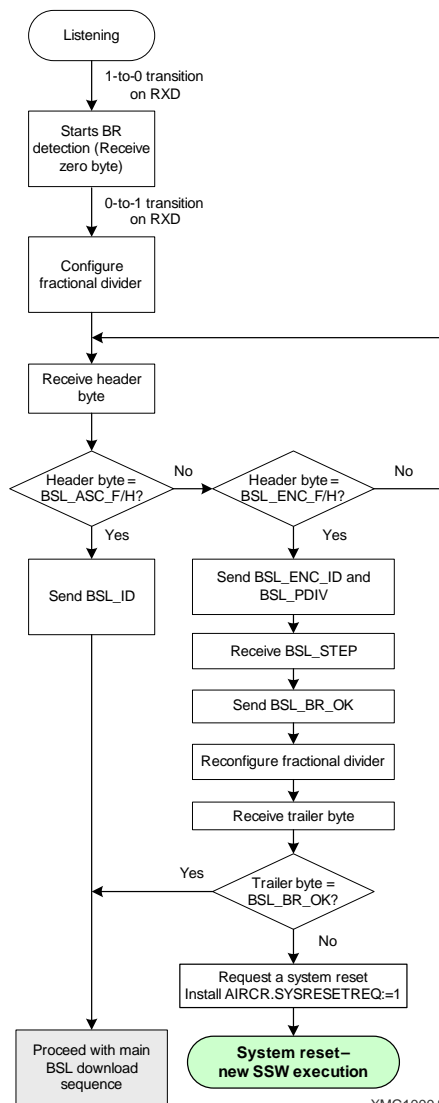 Listening
1-to-0 transition
on RXD
Starts BR
detection (Receive
zero byte)
0-to-1 transition
on RXD
Configure
fractional divider
Receive header
byte
Header byte =
BSL_ASC_F/H?
No
Header byte =
BSL_ENC_F/H?
No
Yes
Yes
Send BSL_ID
Send BSL_ENC_ID and
BSL_PDIV
Receive BSL_STEP
Send BSL_BR_OK
Reconfigure fractional divider
Receive trailer byte
Yes
Trailer byte =
BSL_BR_OK?
No
Request a system reset
Install AIRCR.SYSRESETREQ:=1
Proceed with main
BSL download
sequence
System reset–
new SSW execution